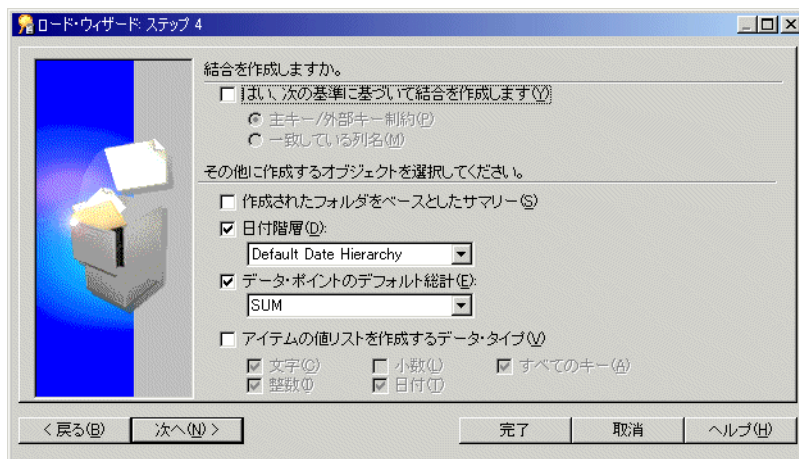 ロード・ウィザード: ステップ 4
結合を作成しますか。
はい、次の基準に基づいて結合を作成します(Y)
主キー/外部キー制約(P)
一致している列名(M)
その他に作成するオブジェクトを選択してください。
作成されたフォルダをベースとしたサマリー(S)
日付階層(D):
Default Date Hierarchy
データ・ポイントのデフォルト総計(E):
SUM
アイテムの値リストを作成するデータ・タイプ(V)
文字(C) 小数(L) すべてのキー(A)
整数(I) 日付(T)
< 戻る(B) 次へ(N) > 完了 取消 ヘルプ(H)